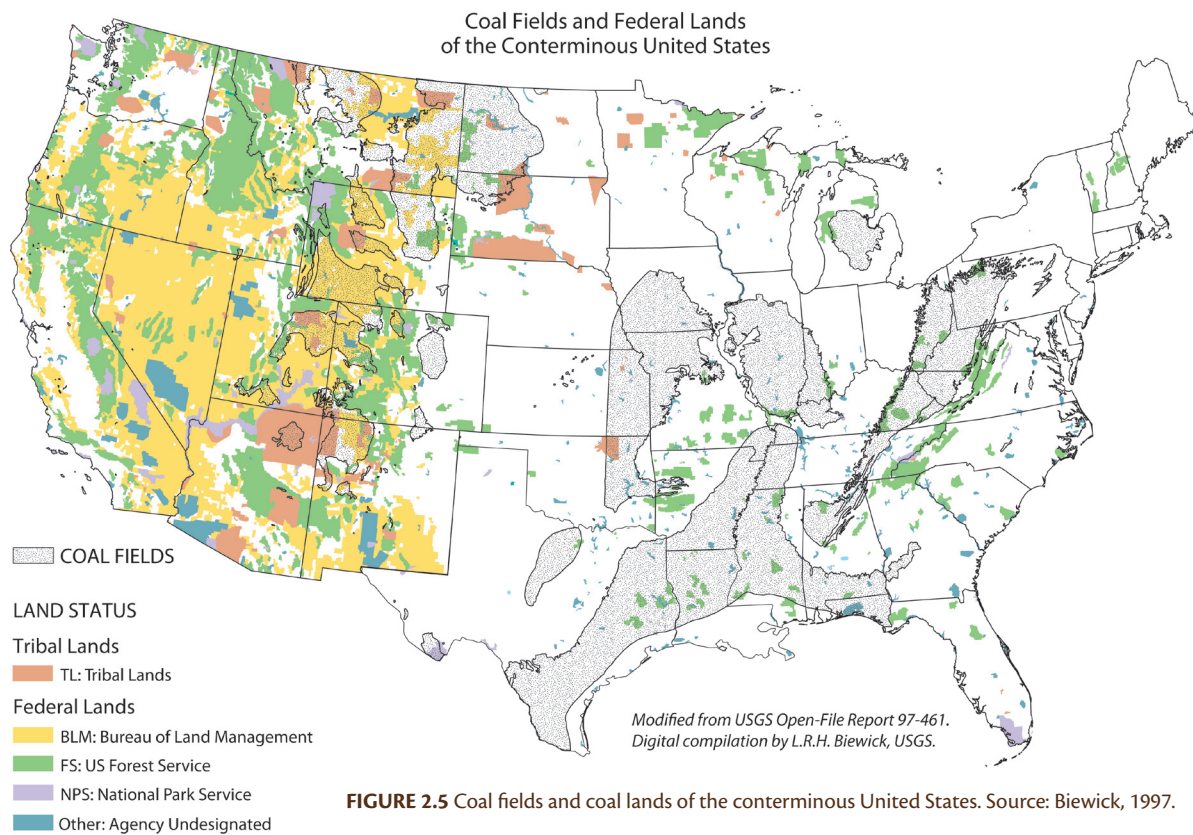 Coal Fields and Federal Lands
of the Conterminous United States
COAL FIELDS
LAND STATUS
Tribal Lands
TL: Tribal Lands
Federal Lands
BLM: Bureau of Land Management
FS: US Forest Service
NPS: National Park Service
Other: Agency Undesignated
Modified from USGS Open-File Report 97-461.
Digital compilation by L.R.H. Biewick, USGS.
FIGURE 2.5 Coal fields and coal lands of the conterminous United States. Source: Biewick, 1997.